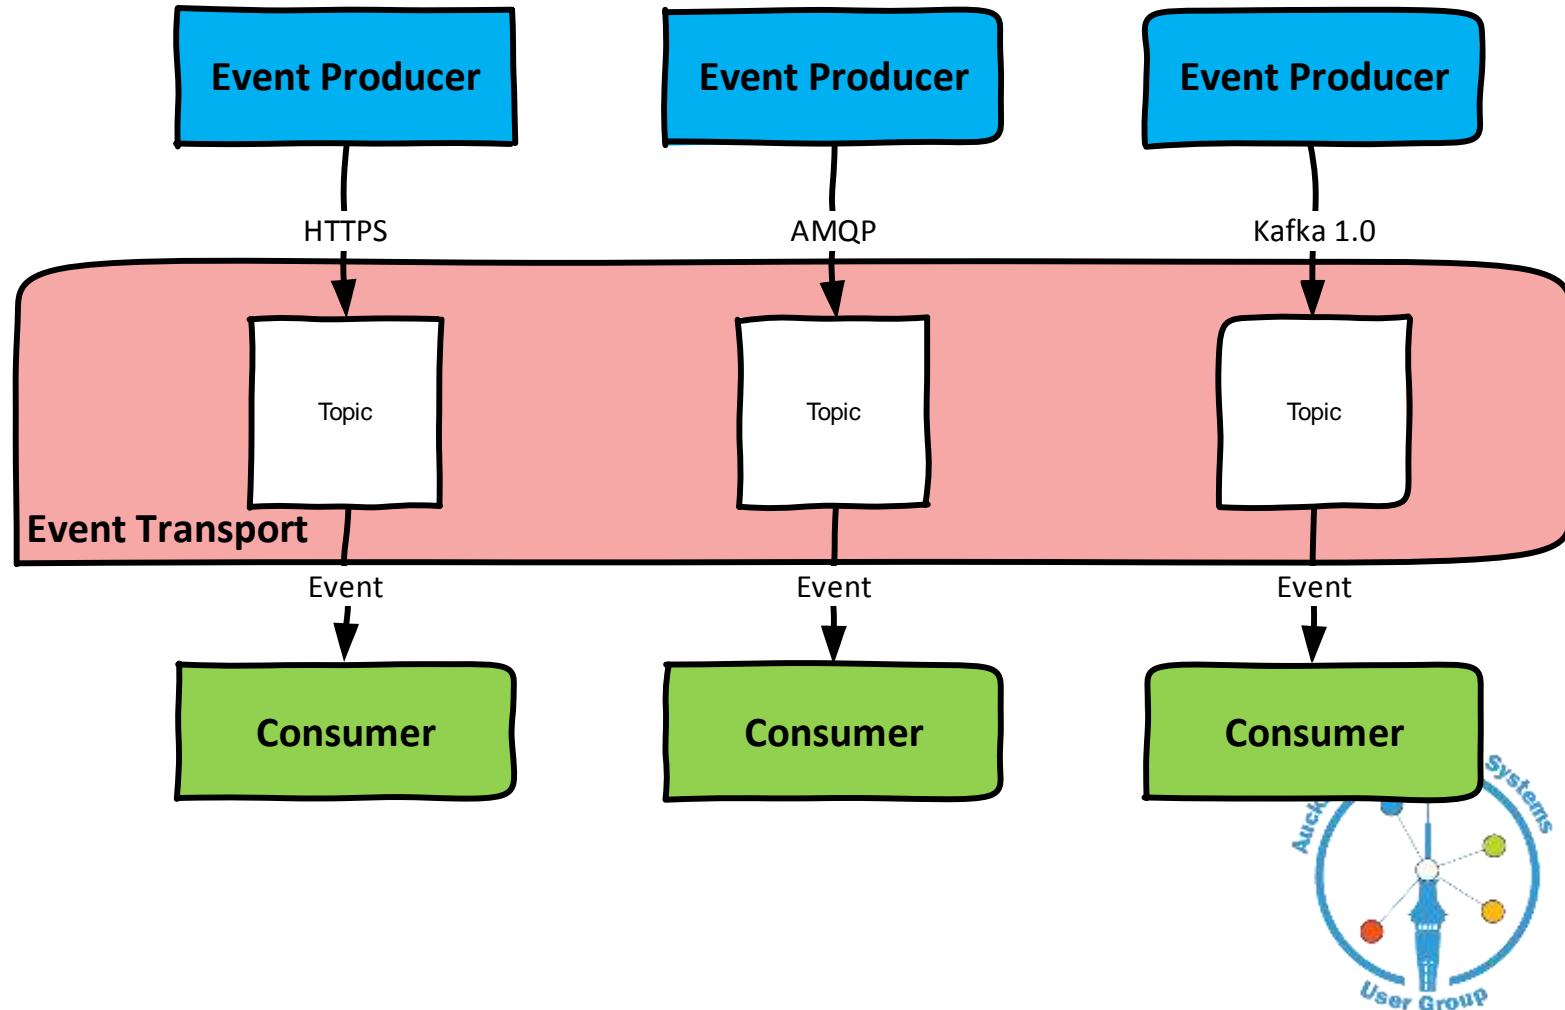 Event Producer
Event Producer
Event Producer
HTTPS
AMQP
Kafka 1.0
Topic
Topic
Topic
Event Transport
Event
Event
Event
Consumer
Consumer
Consumer
Systems
User Group